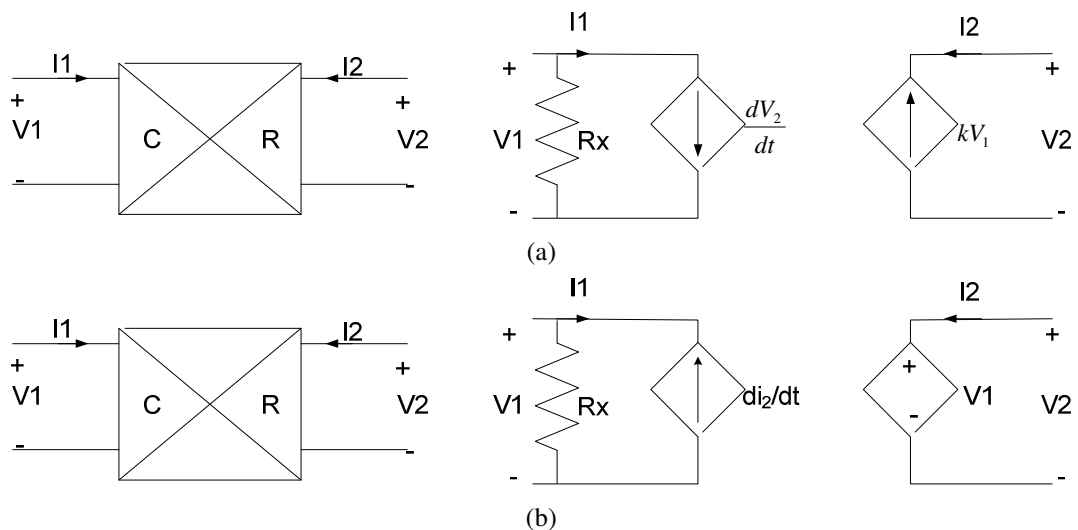 I1 I2 I1 I2
+ + + +
V1 C R V2 V1 Rx dV₂/dt kV₁ V2
- - - -
(a)
I1 I2 I1 I2
+ + + + +
V1 C R V2 V1 Rx di₂/dt V1 V2
- - - - -
(b)